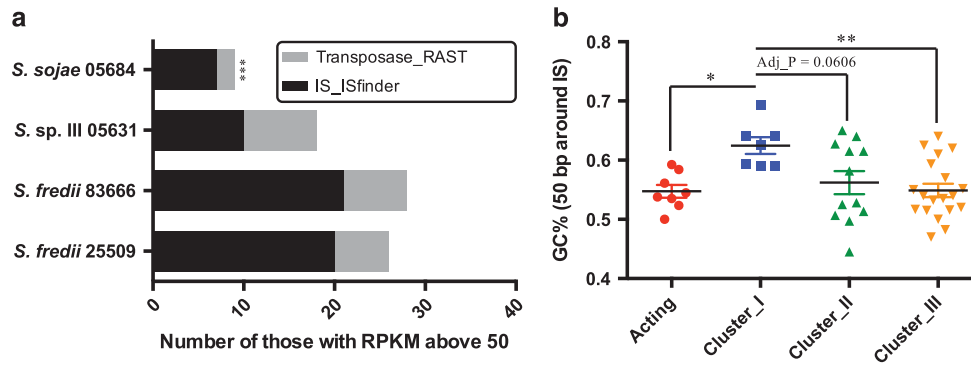 a
S. sojae 05684
S. sp. III 05631
S. fredii 83666
S. fredii 25509
***
Transposase_RAST
IS_ISfinder
0
10
20
30
40
Number of those with RPKM above 50
b
GC% (50 bp around IS)
0.8
0.7
0.6
0.5
0.4
*
**
Adj_P = 0.0606
Acting
Cluster_I
Cluster_II
Cluster_III